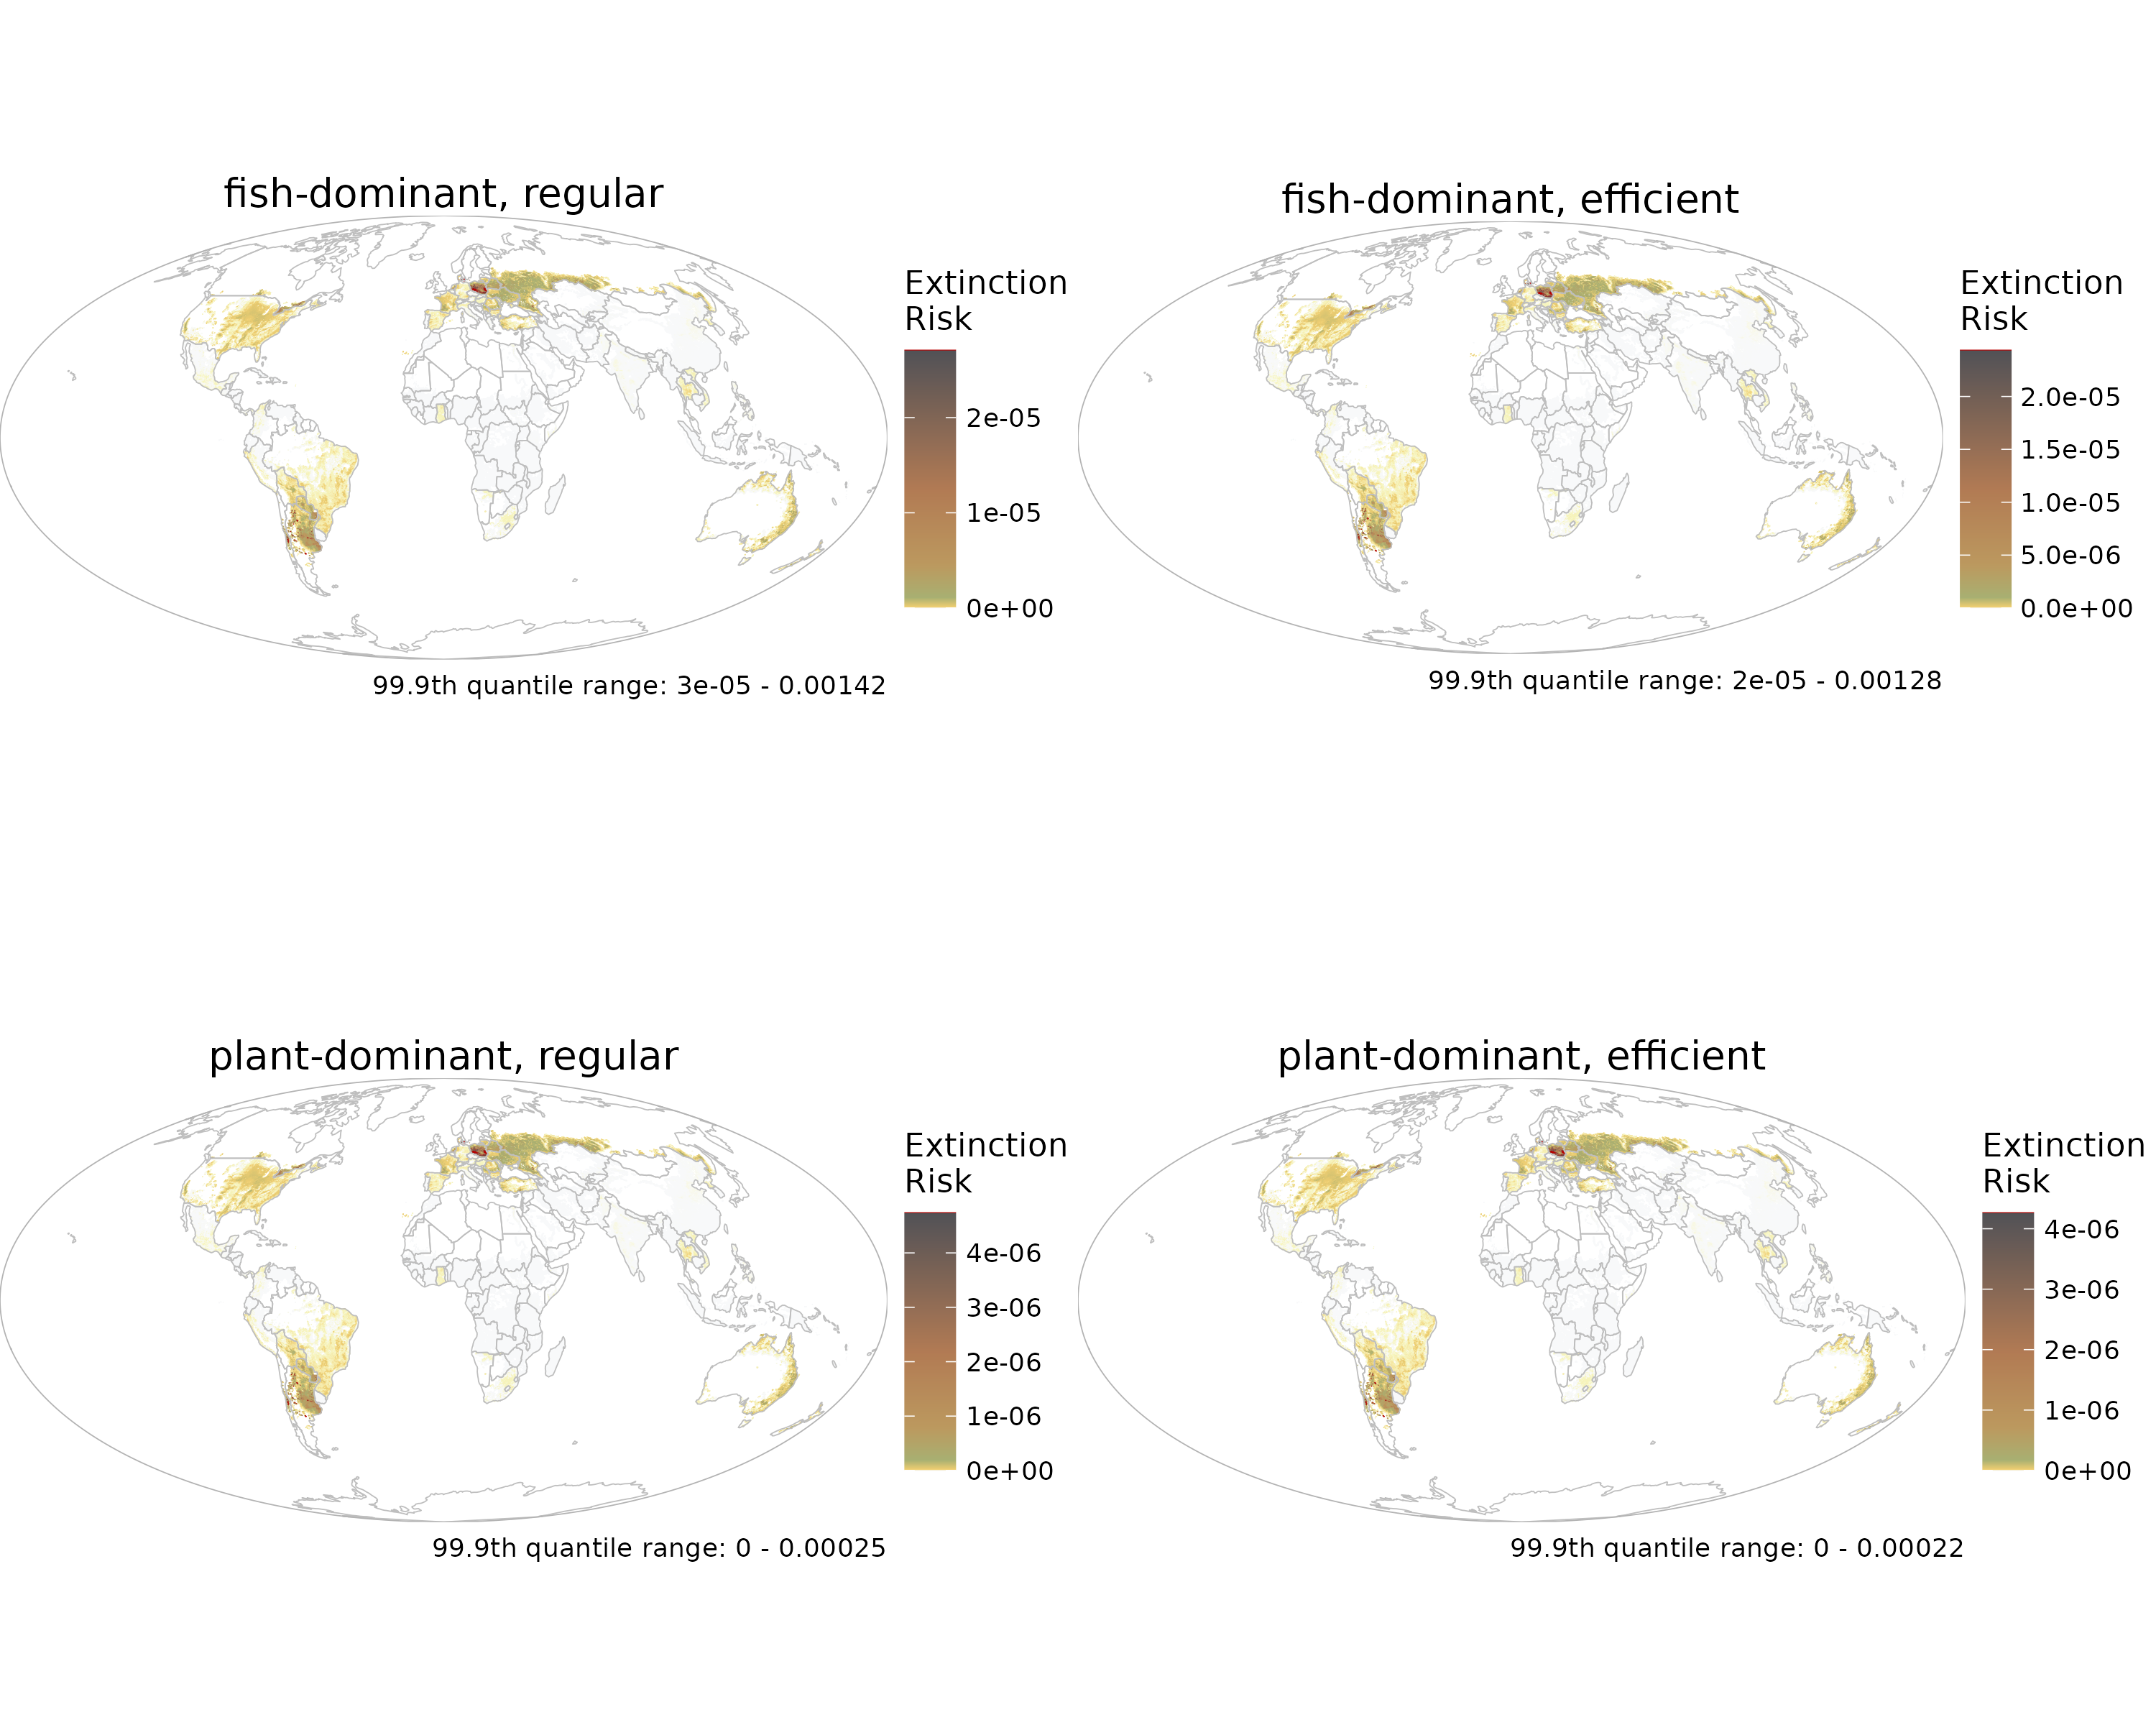 fish-dominant, regular
Extinction
Risk
2e-05
1e-05
0e+00
99.9th quantile range: 3e-05 - 0.00142
fish-dominant, efficient
Extinction
Risk
2.0e-05
1.5e-05
1.0e-05
5.0e-06
0.0e+00
99.9th quantile range: 2e-05 - 0.00128
plant-dominant, regular
Extinction
Risk
4e-06
3e-06
2e-06
1e-06
0e+00
99.9th quantile range: 0 - 0.00025
plant-dominant, efficient
Extinction
Risk
4e-06
3e-06
2e-06
1e-06
0e+00
99.9th quantile range: 0 - 0.00022